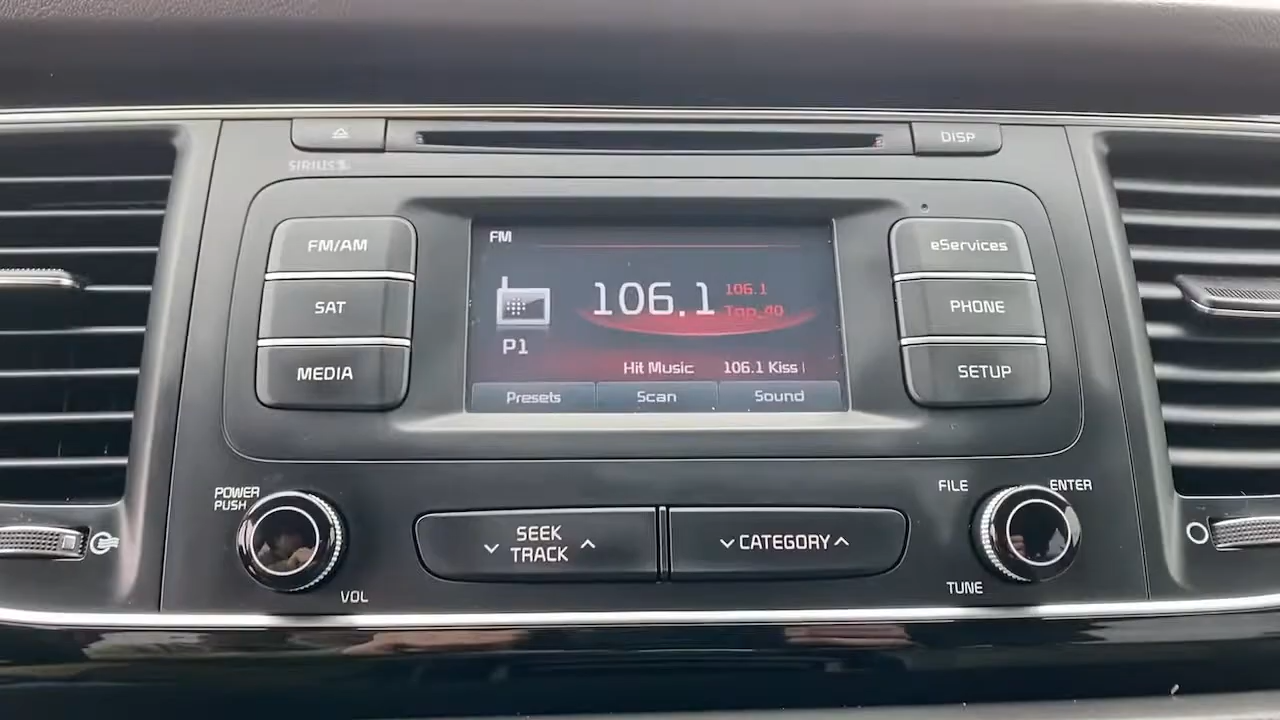 DISP
SIRIUS
FM/AM
SAT
MEDIA
FM
106.1
106.1
Top 40
P1
Hit Music
106.1 Kiss
Presets
Scan
Sound
eServices
PHONE
SETUP
POWER
PUSH
VOL
SEEK
TRACK
CATEGORY
FILE
ENTER
TUNE